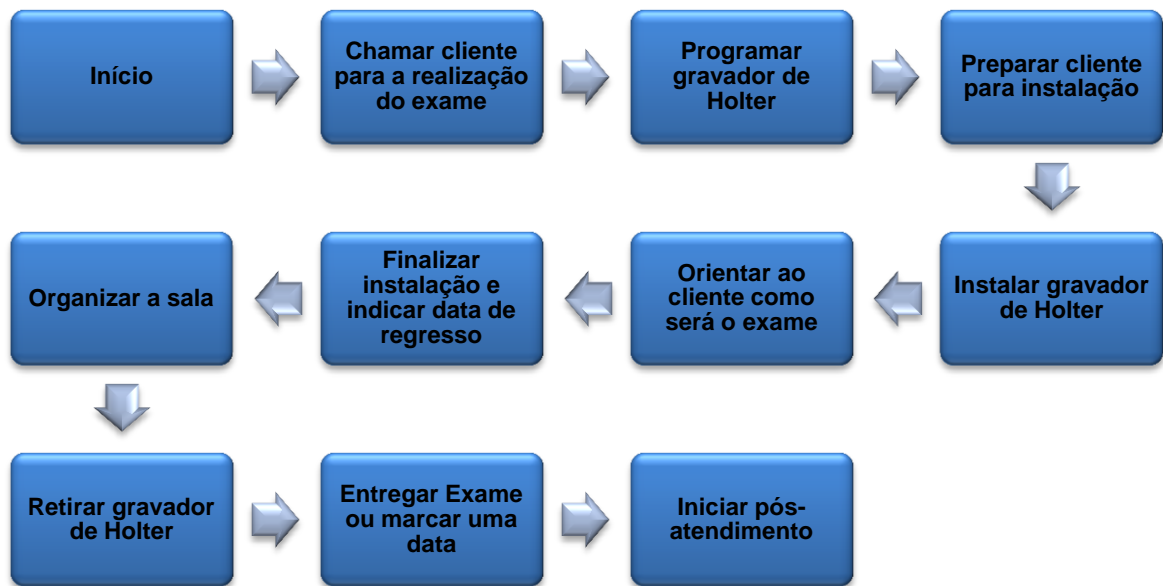 Início
Chamar cliente
para a realização
do exame
Programar
gravador de
Holter
Preparar cliente
para instalação
Instalar gravador
de Holter
Orientar ao
cliente como
será o exame
Finalizar
instalação e
indicar data de
regresso
Organizar a sala
Retirar gravador
de Holter
Entregar Exame
ou marcar uma
data
Iniciar pós-
atendimento